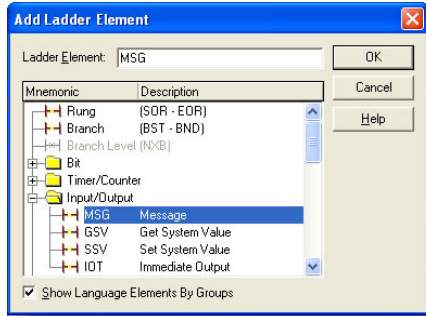 Add Ladder Element
Ladder Element: MSG OK
Mnemonic Description Cancel
Rung (SOR - EOR)
Branch (BST - BND) Help
Branch Level (NXB)
Bit
Timer/Counter
Input/Output
MSG Message
GSV Get System Value
SSV Set System Value
IOT Immediate Output
Show Language Elements By Groups